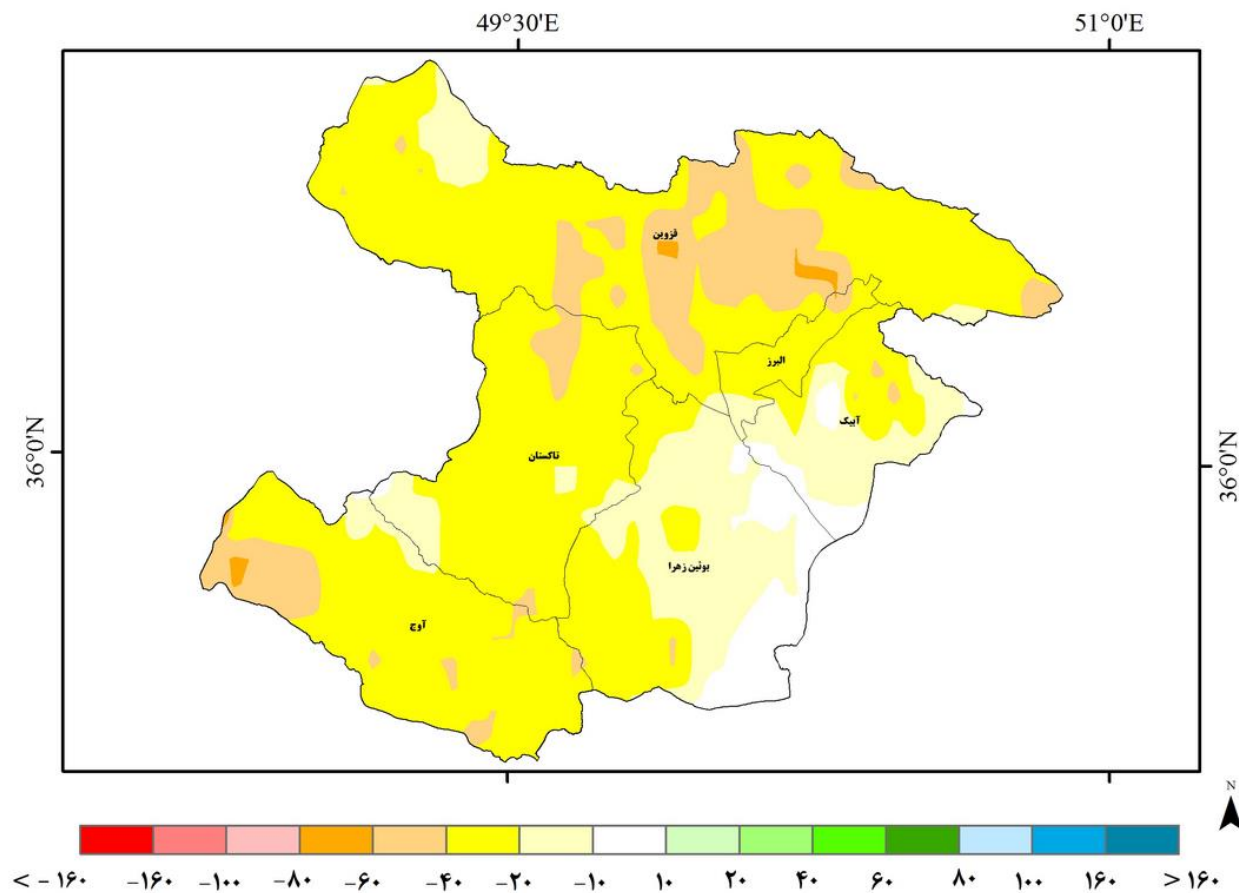 49°30'E 51°0'E
قزوین
البرز
آبیک
36°0'N 36°0'N
تاکستان
بوئین زهرا
آوج
N
< - ۱۶۰ -۱۶۰ -۱۰۰ -۸۰ -۶۰ -۴۰ -۲۰ -۱۰ ۱۰ ۲۰ ۴۰ ۶۰ ۸۰ ۱۰۰ ۱۶۰ > ۱۶۰